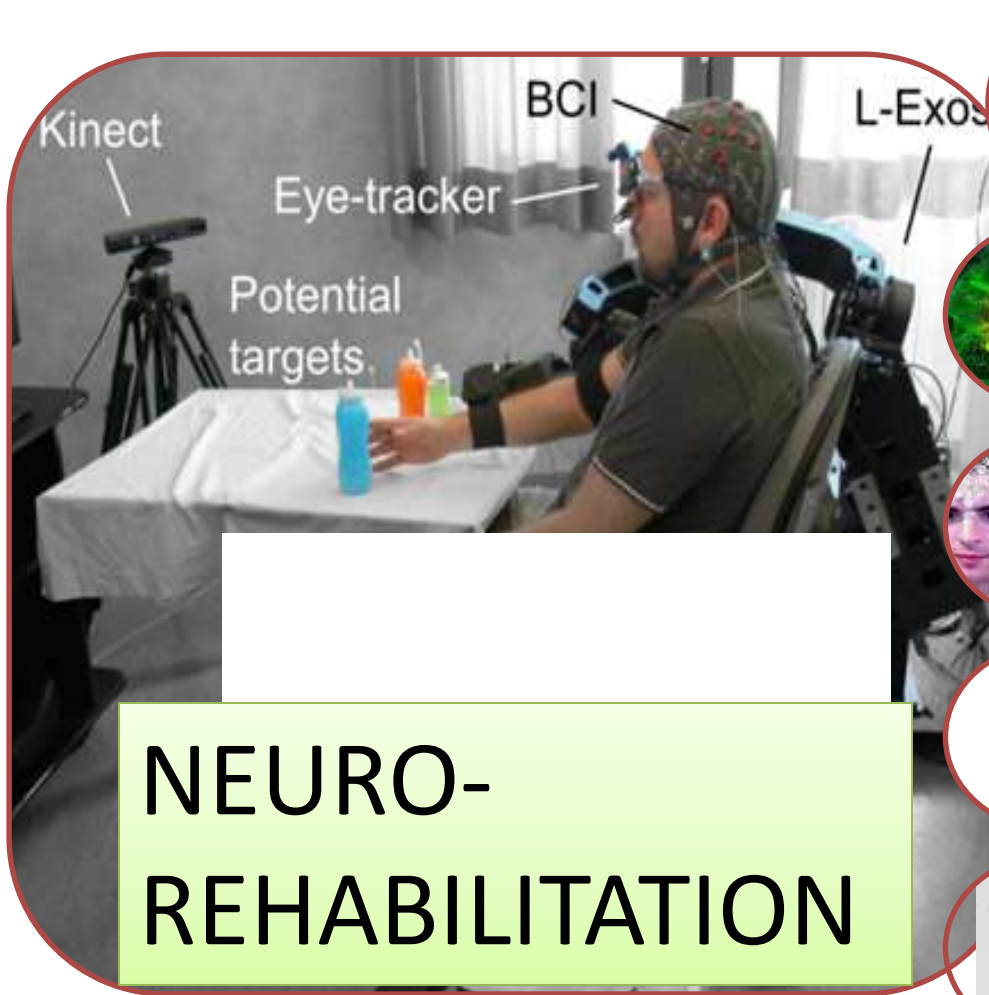 Kinect
BCI
L-Exos
Eye-tracker
Potential
targets
NEURO-
REHABILITATION